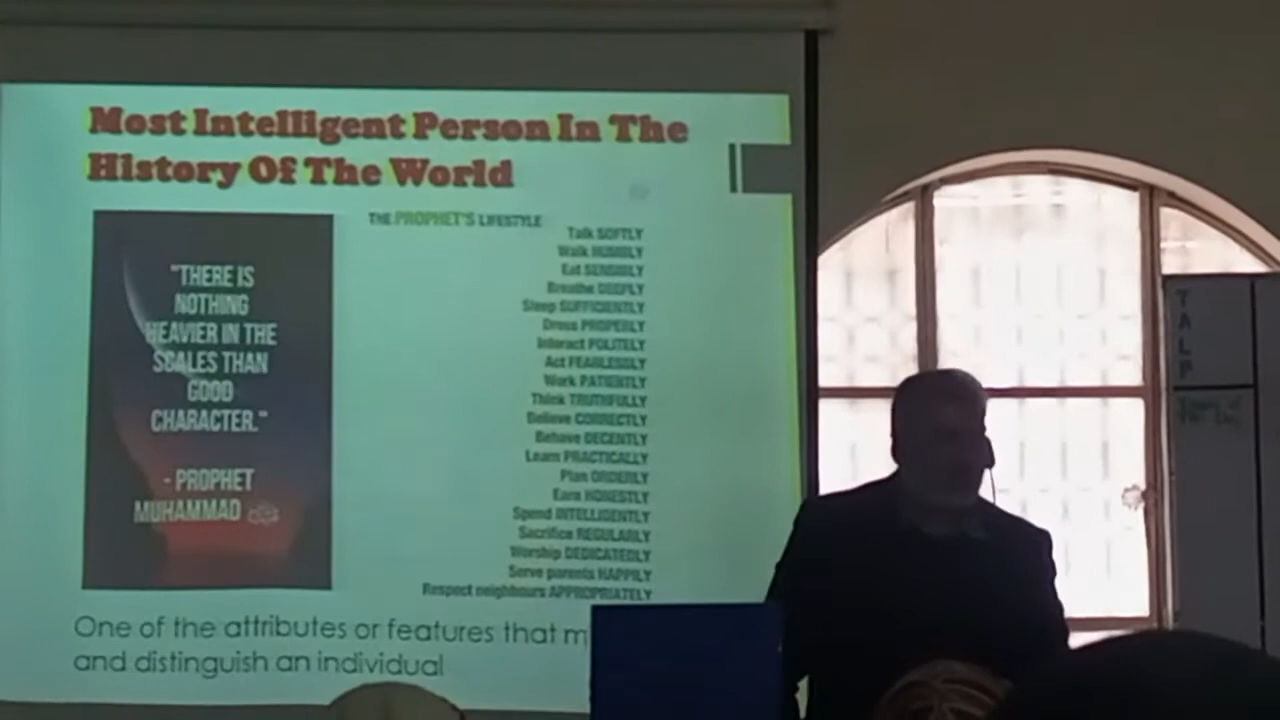 Most Intelligent Person In The
History Of The World
"THERE IS
NOTHING
HEAVIER IN THE
SCALES THAN
GOOD
CHARACTER."
- PROPHET
MUHAMMAD ﷺ
THE PROPHET'S LIFESTYLE
Talk SOFTLY
Walk HUMBLY
Eat SENSIBLY
Breathe DEEPLY
Sleep SUFFICIENTLY
Dress PROPERLY
Interact POLITELY
Act FEARLESSLY
Work PATIENTLY
Think TRUTHFULLY
Believe CORRECTLY
Behave DECENTLY
Learn PRACTICALLY
Plan ORDERLY
Earn HONESTLY
Spend INTELLIGENTLY
Sacrifice REGULARLY
Worship DEDICATEDLY
Serve parents HAPPILY
Respect neighbours APPROPRIATELY
One of the attributes or features that m
and distinguish an individual
T
A
L
P